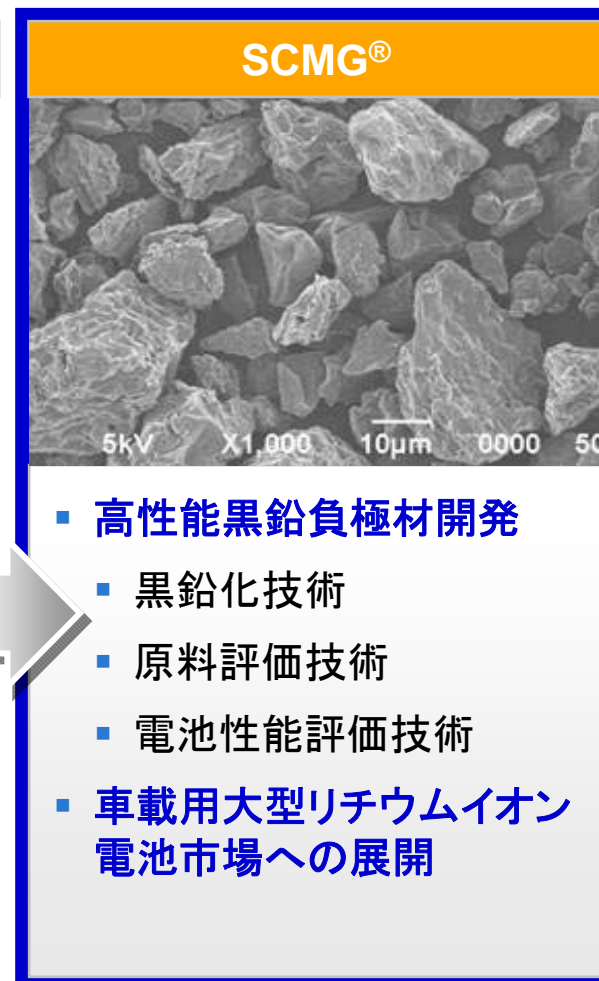 SCMG®
5kV X1,000 10μm 0000 50
高性能黒鉛負極材開発
黒鉛化技術
原料評価技術
電池性能評価技術
車載用大型リチウムイオン
電池市場への展開